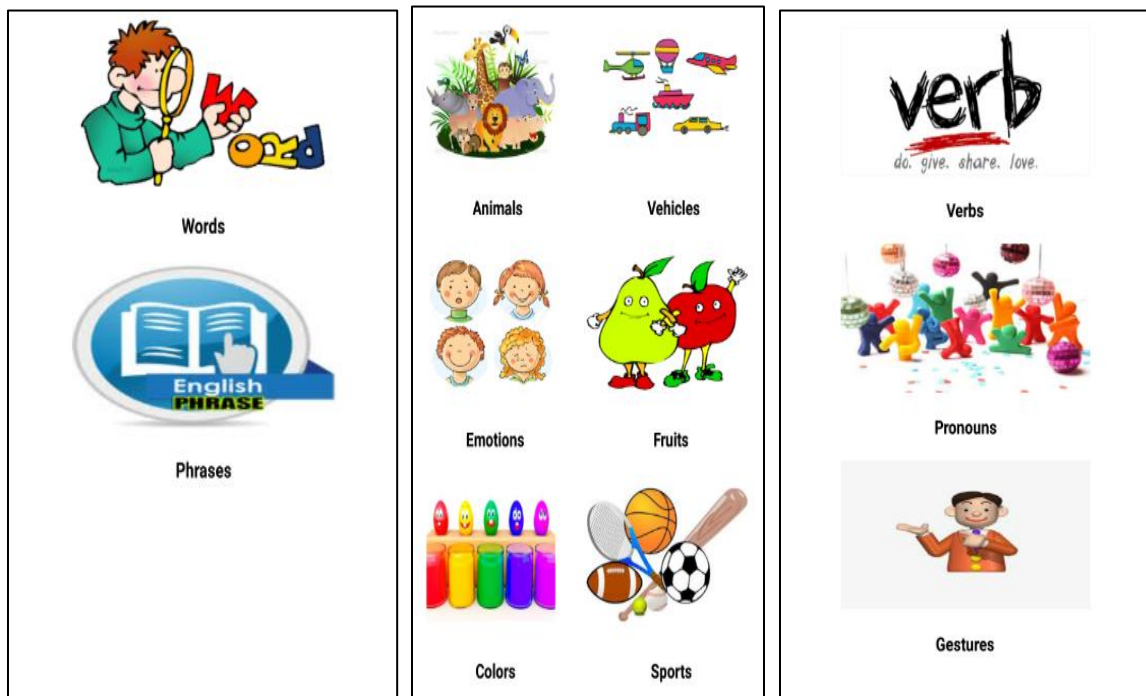 WORD
Words
English
PHRASE
Phrases
Animals
Vehicles
Emotions
Fruits
Colors
Sports
verb
do. give. share. love.
Verbs
Pronouns
Gestures